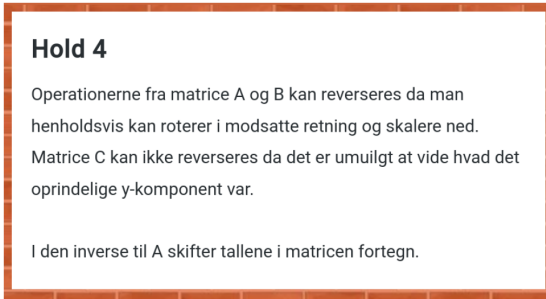 Hold 4
Operationerne fra matrice A og B kan reverseres da man
henholdsvis kan roterer i modsatte retning og skalere ned.
Matrice C kan ikke reverseres da det er umuilgt at vide hvad det
oprindelige y-komponent var.
I den inverse til A skifter tallene i matricen fortegn.